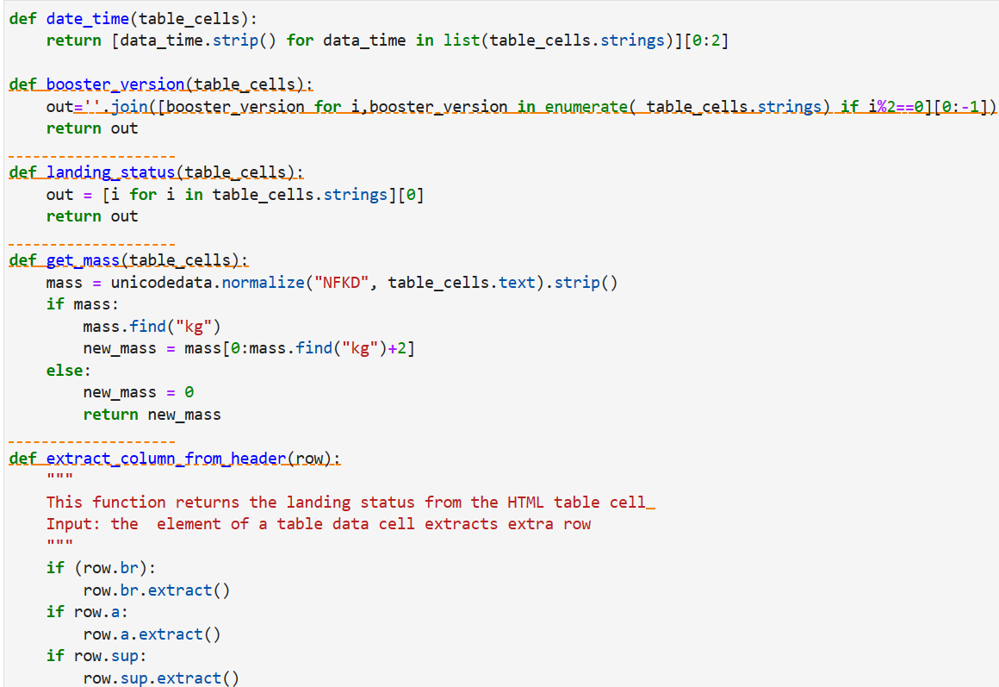 def date_time(table_cells):
    return [data_time.strip() for data_time in list(table_cells.strings)][0:2]

def booster_version(table_cells):
    out=''.join([booster_version for i,booster_version in enumerate( table_cells.strings) if i%2==0][0:-1])
    return out

def landing_status(table_cells):
    out = [i for i in table_cells.strings][0]
    return out

def get_mass(table_cells):
    mass = unicodedata.normalize("NFKD", table_cells.text).strip()
    if mass:
        mass.find("kg")
        new_mass = mass[0:mass.find("kg")+2]
    else:
        new_mass = 0
        return new_mass

def extract_column_from_header(row):
    """
    This function returns the landing status from the HTML table cell
    Input: the  element of a table data cell extracts extra row
    """
    if (row.br):
        row.br.extract()
    if row.a:
        row.a.extract()
    if row.sup:
        row.sup.extract()